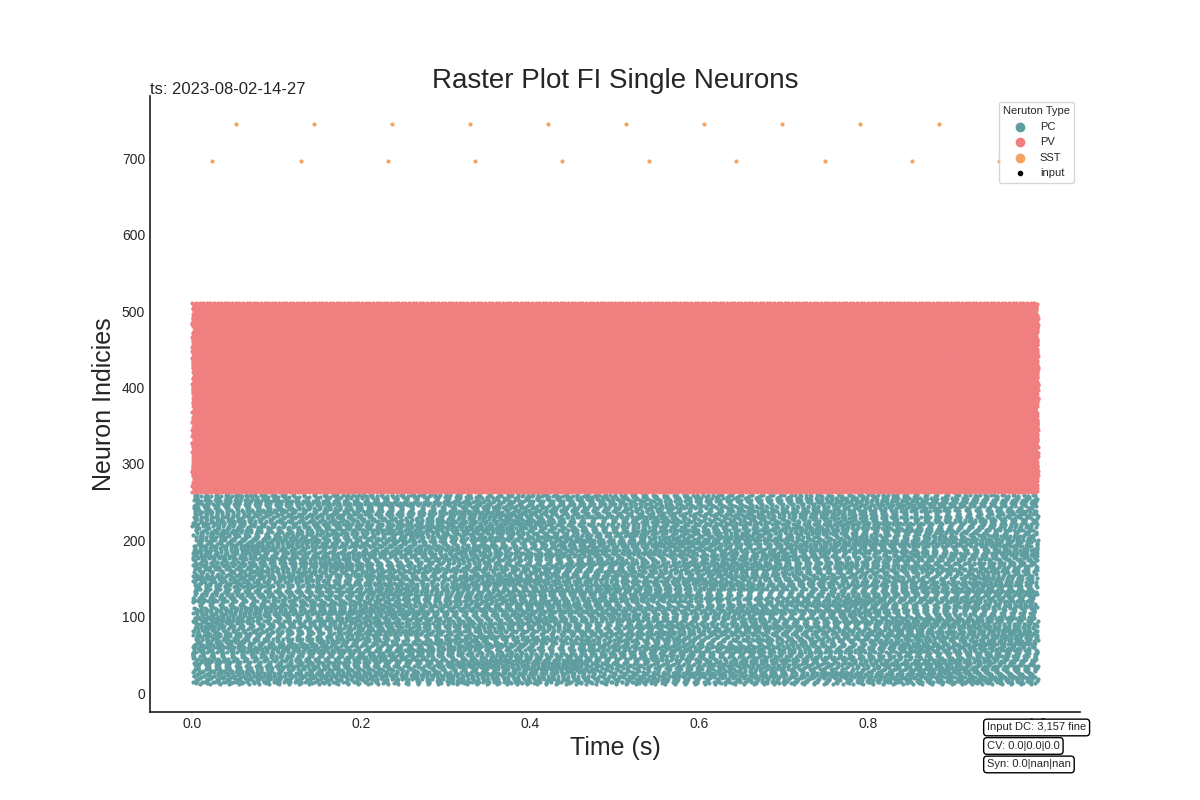 Raster Plot FI Single Neurons
ts: 2023-08-02-14-27
Neruton Type
PC
PV
SST
input
Neuron Indicies
700
600
500
400
300
200
100
0
0.0 0.2 0.4 0.6 0.8
Time (s)
Input DC: 3,157 fine
CV: 0.0|0.0|0.0
Syn: 0.0|nan|nan